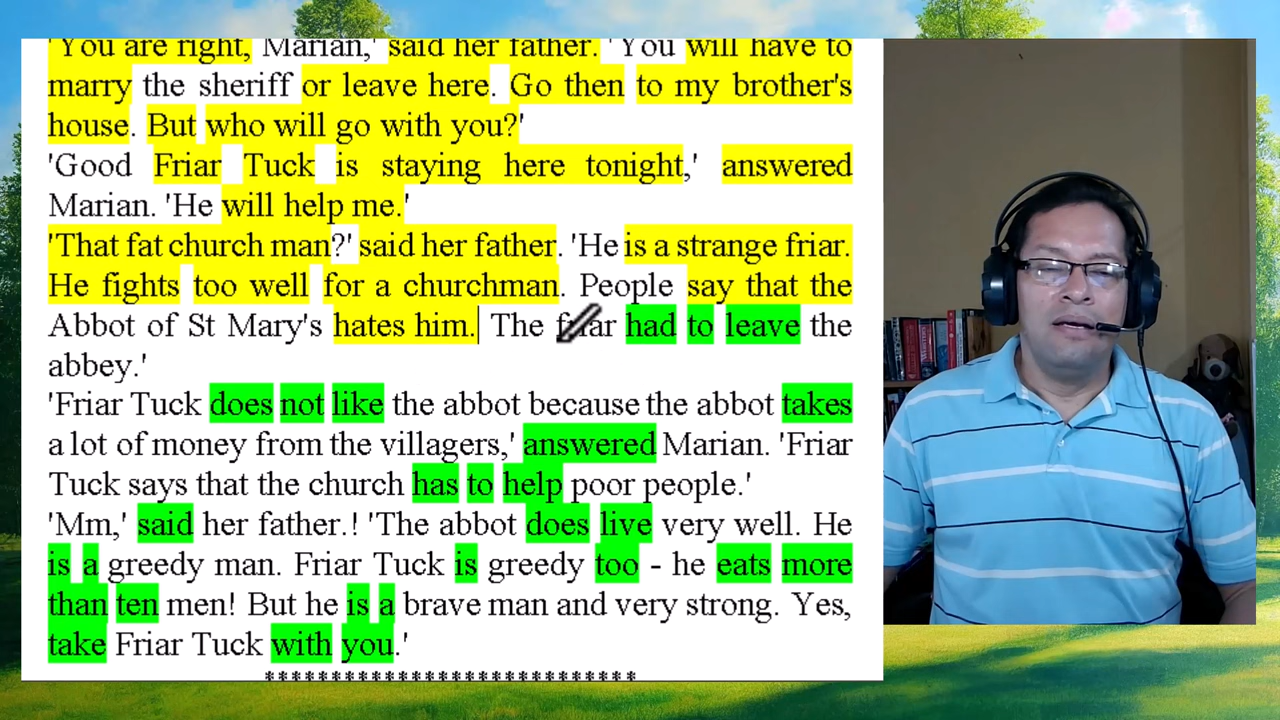 'You are right, Marian,' said her father. 'You will have to
marry the sheriff or leave here. Go then to my brother's
house. But who will go with you?'
'Good Friar Tuck is staying here tonight,' answered
Marian. 'He will help me.'
'That fat church man?' said her father. 'He is a strange friar.
He fights too well for a churchman. People say that the
Abbot of St Mary's hates him. The friar had to leave the
abbey.'
'Friar Tuck does not like the abbot because the abbot takes
a lot of money from the villagers,' answered Marian. 'Friar
Tuck says that the church has to help poor people.'
'Mm,' said her father.! 'The abbot does live very well. He
is a greedy man. Friar Tuck is greedy too - he eats more
than ten men! But he is a brave man and very strong. Yes,
take Friar Tuck with you.'
****************************